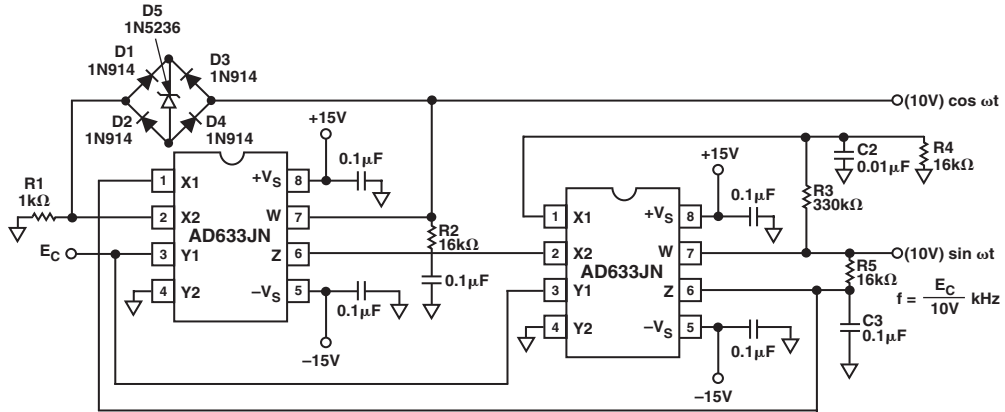 D5
1N5236
D1
1N914
D3
1N914
D2
1N914
D4
1N914
(10V) cos ωt
+15V
0.1µF
R1
1kΩ
1
X1
+VS
8
2
X2
W
7
AD633JN
EC
3
Y1
Z
6
4
Y2
–VS
5
0.1µF
–15V
R2
16kΩ
0.1µF
+15V
0.1µF
1
X1
+VS
8
2
X2
W
7
AD633JN
3
Y1
Z
6
4
Y2
–VS
5
0.1µF
–15V
R3
330kΩ
C2
0.01µF
R4
16kΩ
(10V) sin ωt
R5
16kΩ
C3
0.1µF
f = EC
10V kHz